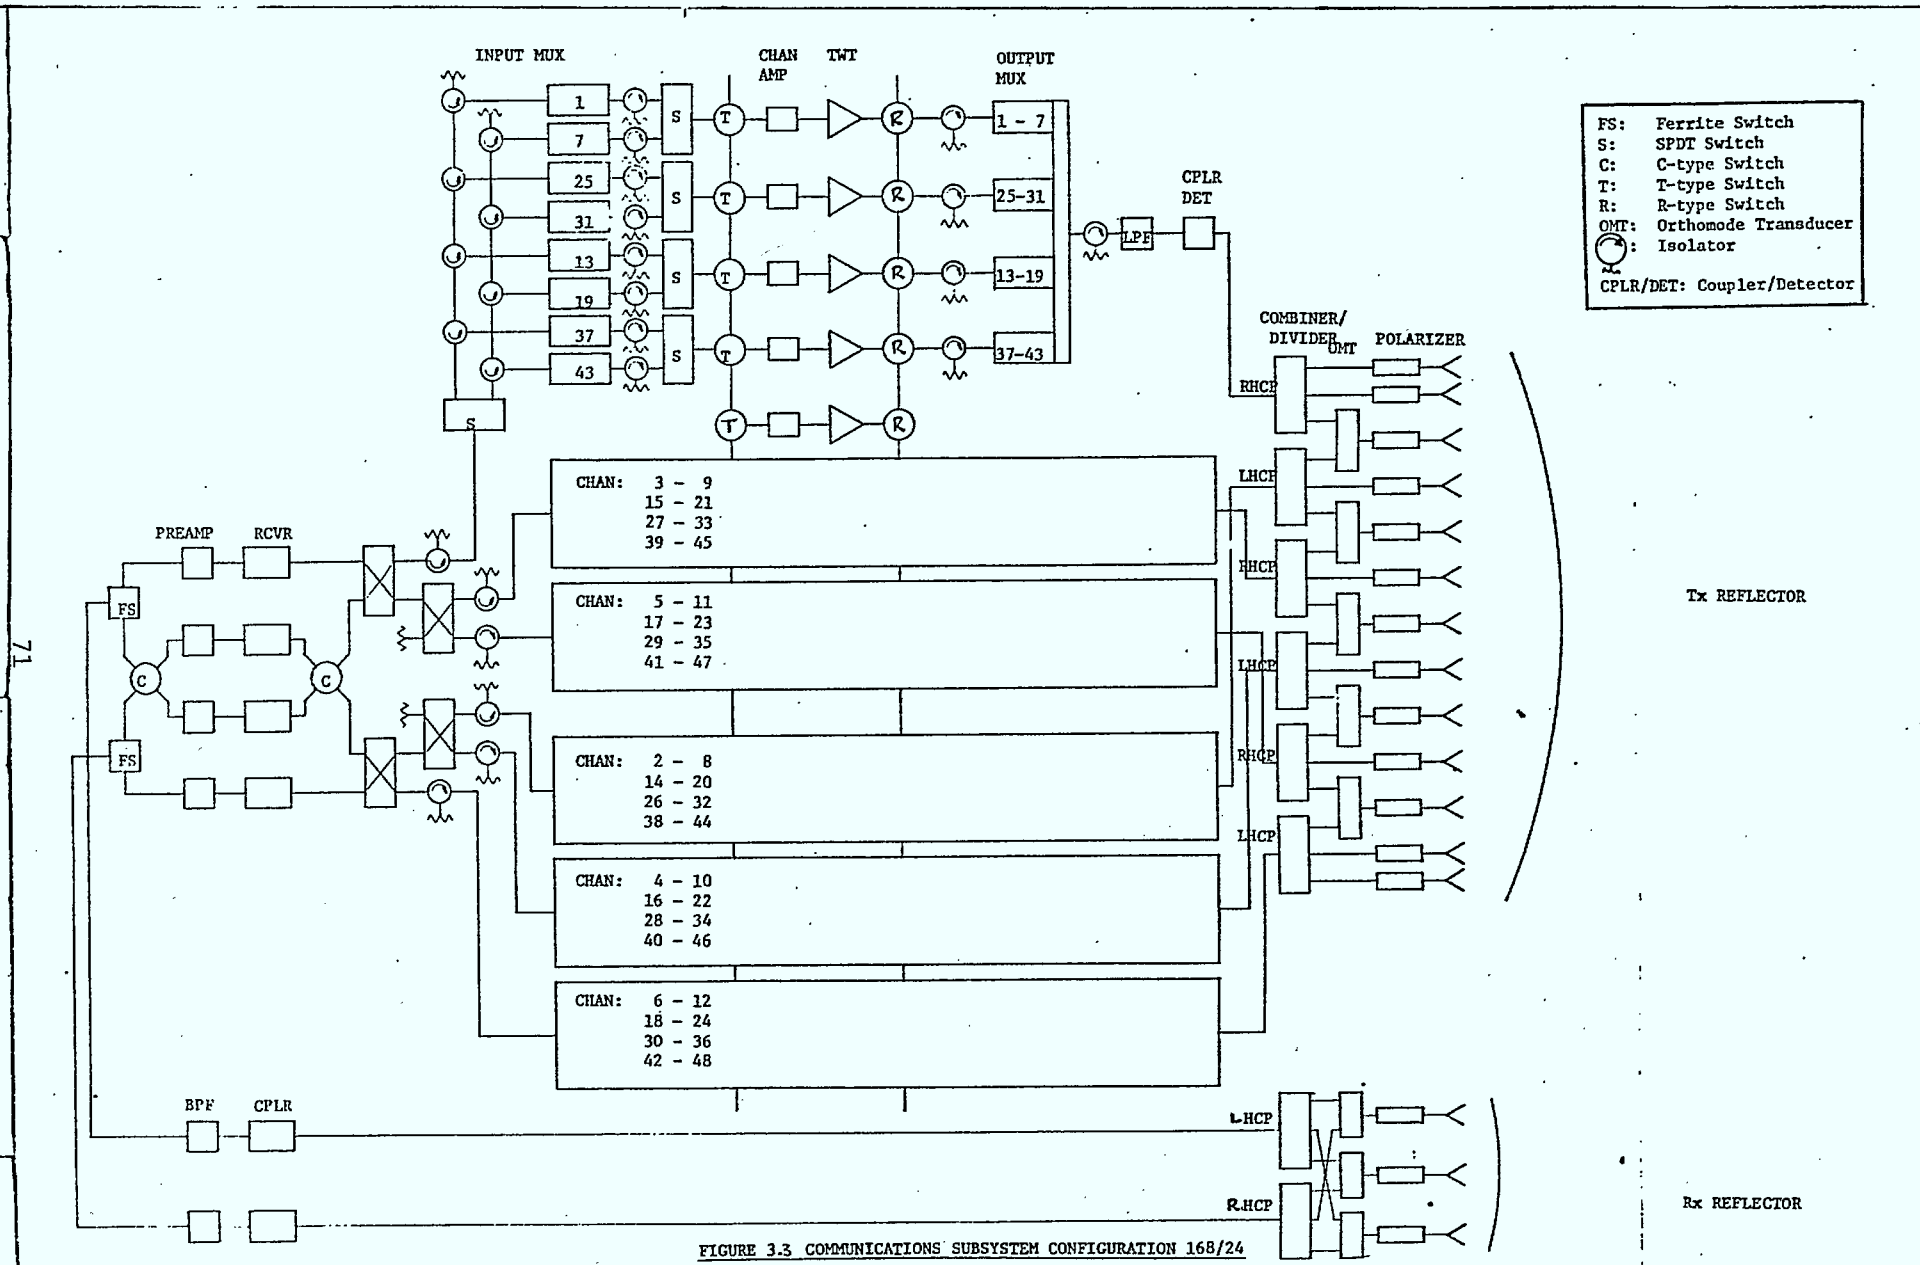 INPUT MUX
CHAN AMP
TWT
OUTPUT MUX
1
7
25
31
13
19
37
43
S
S
S
S
S
T
T
T
T
T
R
R
R
R
R
1 - 7
25-31
13-19
37-43
LPF
CPLR DET
FS: Ferrite Switch
S: SPDT Switch
C: C-type Switch
T: T-type Switch
R: R-type Switch
OMT: Orthomode Transducer
: Isolator
CPLR/DET: Coupler/Detector
COMBINER/
DIVIDER
OMT
POLARIZER
RHCP
LHCP
RHCP
LHCP
RHCP
LHCP
Tx REFLECTOR
PREAMP
RCVR
FS
C
C
FS
CHAN: 3 - 9
15 - 21
27 - 33
39 - 45
CHAN: 5 - 11
17 - 23
29 - 35
41 - 47
CHAN: 2 - 8
14 - 20
26 - 32
38 - 44
CHAN: 4 - 10
16 - 22
28 - 34
40 - 46
CHAN: 6 - 12
18 - 24
30 - 36
42 - 48
71
BPF
CPLR
LHCP
RHCP
Rx REFLECTOR
FIGURE 3.3 COMMUNICATIONS SUBSYSTEM CONFIGURATION 168/24